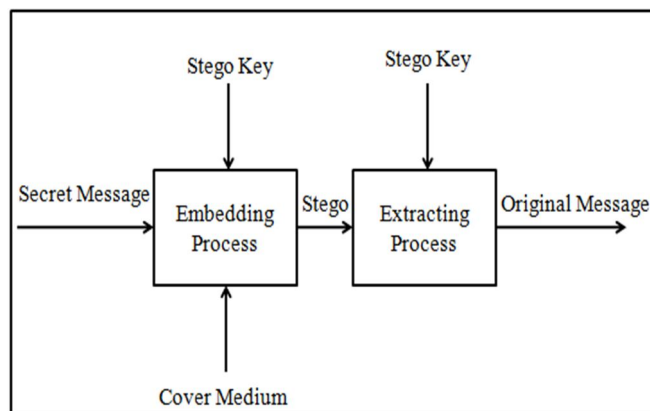 Stego Key
Stego Key
Secret Message
Embedding
Process
Stego
Extracting
Process
Original Message
Cover Medium